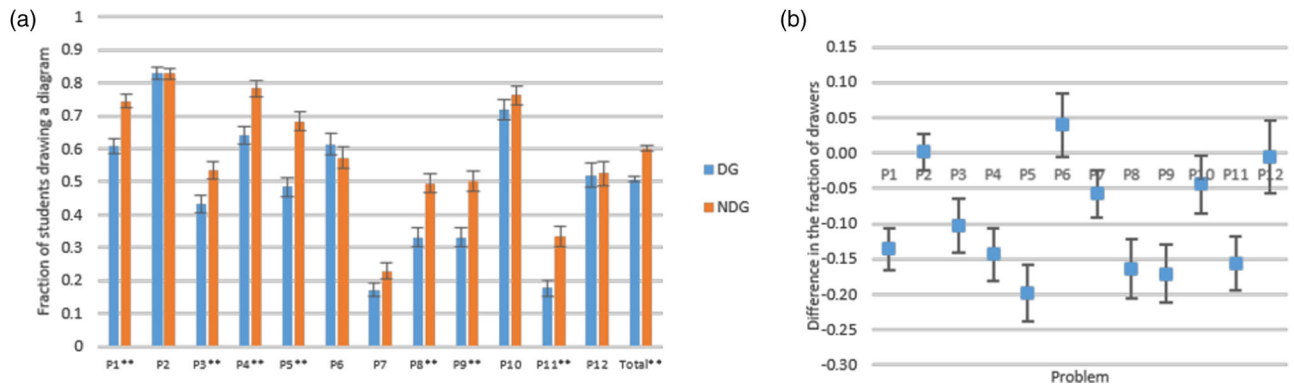 (a)
Fraction of students drawing a diagram
1
0.9
0.8
0.7
0.6
0.5
0.4
0.3
0.2
0.1
0
P1** P2 P3** P4** P5** P6 P7 P8** P9** P10 P11** P12 Total**
DG
NDG
(b)
Difference in the fraction of drawers
0.15
0.10
0.05
0.00
-0.05
-0.10
-0.15
-0.20
-0.25
-0.30
P1 P2 P3 P4 P5 P6 P7 P8 P9 P10 P11 P12
Problem